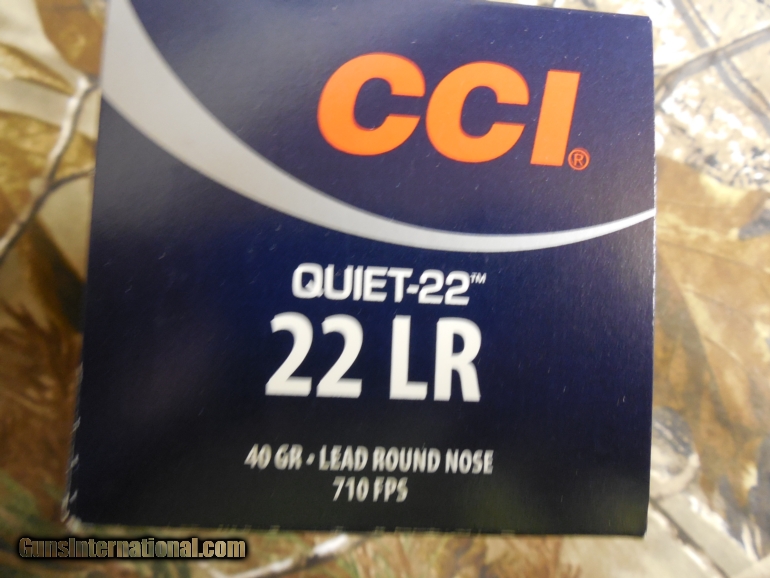 CCI®
QUIET-22™
22 LR
40 GR • LEAD ROUND NOSE
710 FPS
GunsInternational.com